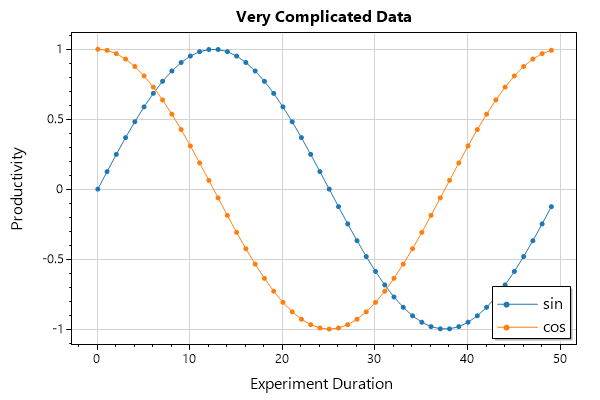 Very Complicated Data
1
0.5
0
-0.5
-1
Productivity
0 10 20 30 40 50
Experiment Duration
sin
cos